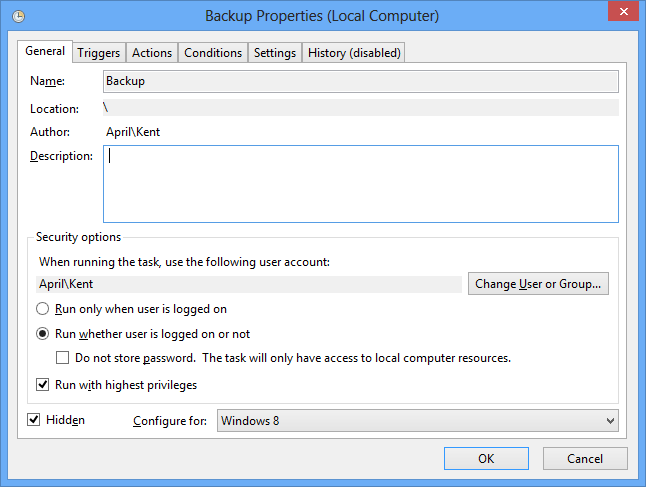 Backup Properties (Local Computer)
General Triggers Actions Conditions Settings History (disabled)
Name: Backup
Location: \
Author: April\Kent
Description:
Security options
When running the task, use the following user account:
April\Kent Change User or Group...
Run only when user is logged on
Run whether user is logged on or not
Do not store password. The task will only have access to local computer resources.
Run with highest privileges
Hidden Configure for: Windows 8
OK Cancel